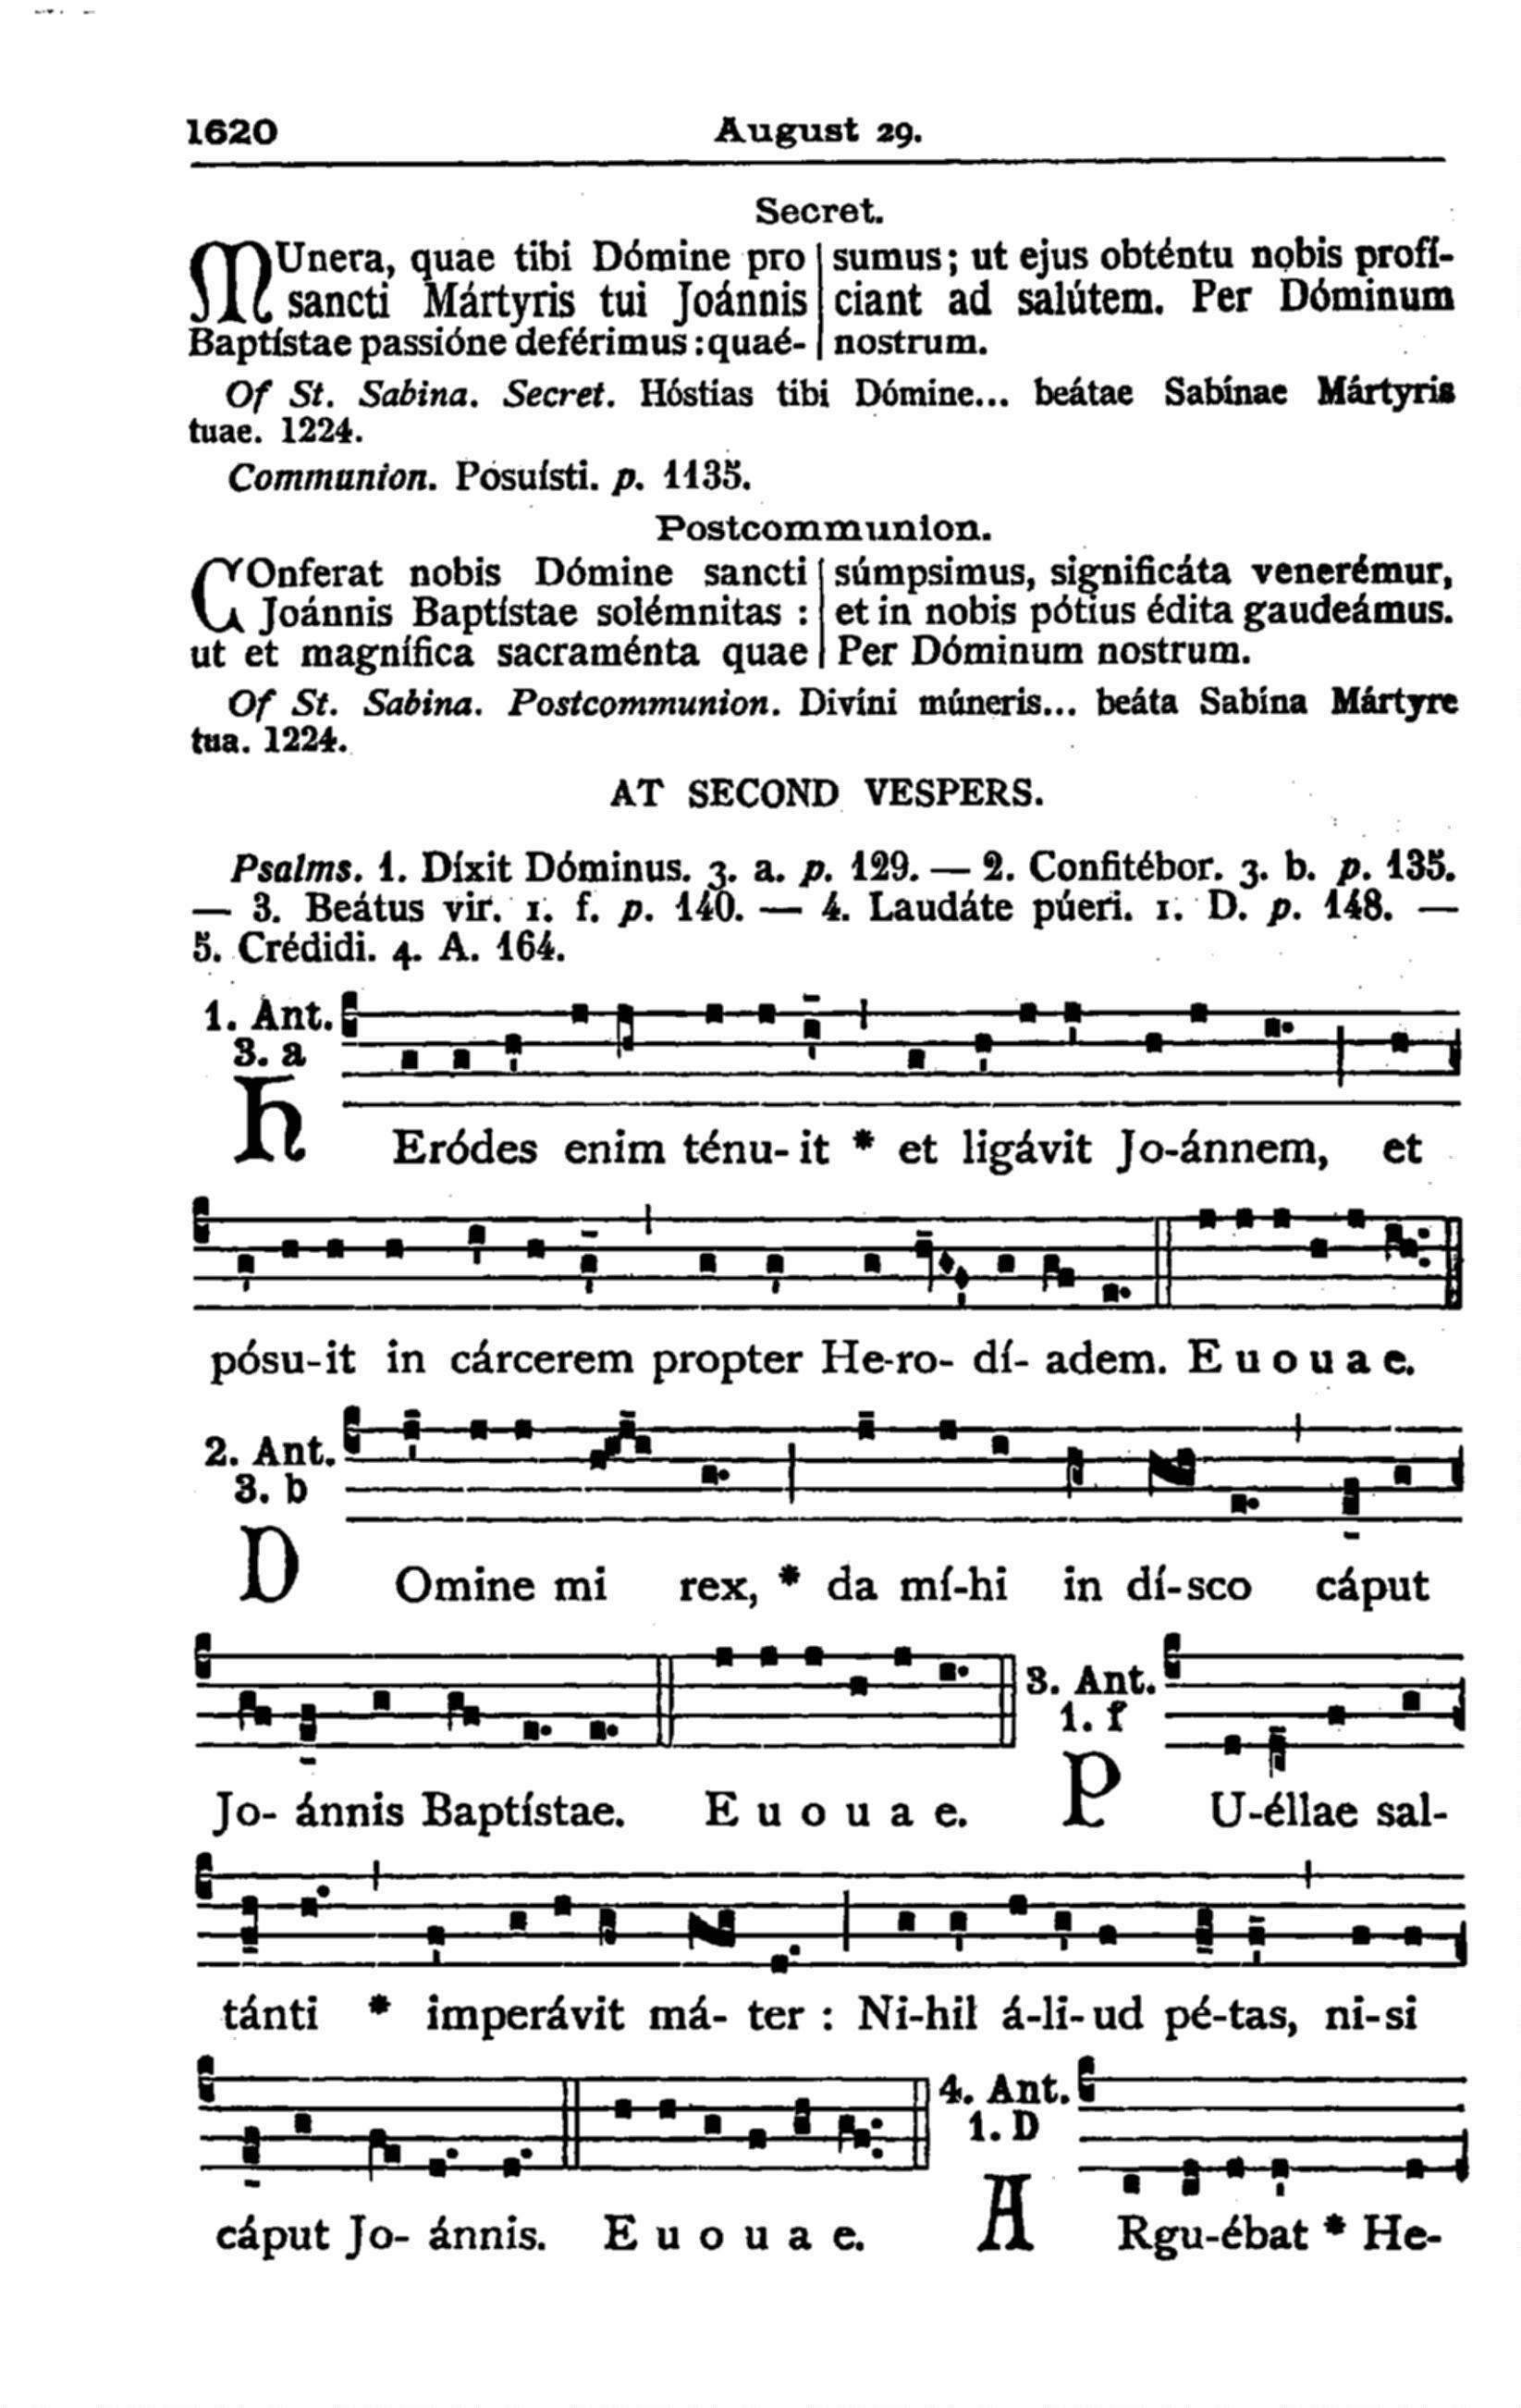 1620
August 29.
Secret.
MUnera, quae tibi Dómine pro
sancti Mártyris tui Joánnis
Baptístae passióne deférimus : quaé-
sumus; ut ejus obténtu nobis profí-
ciant ad salútem. Per Dóminum
nostrum.
Of St. Sabina. Secret. Hóstias tibi Dómine... beátae Sabínae Mártyris
tuae. 1224.
Communion. Posuísti. p. 1135.
Postcommunion.
COnferat nobis Dómine sancti
Joánnis Baptístae solémnitas :
ut et magnífica sacraménta quae
súmpsimus, significáta venerémur,
et in nobis pótius édita gaudeámus.
Per Dóminum nostrum.
Of St. Sabina. Postcommunion. Divíni múneris... beáta Sabína Mártyre
tua. 1224.
AT SECOND VESPERS.
Psalms. 1. Díxit Dóminus. 3. a. p. 129. — 2. Confitébor. 3. b. p. 135.
— 3. Beátus vir. 1. f. p. 140. — 4. Laudáte púeri. 1. D. p. 148. —
5. Crédidi. 4. A. 164.
1. Ant.
3. a
HEródes enim ténu-it * et ligávit Jo-ánnem, et
pósu-it in cárcerem propter He-ro- dí- adem. E u o u a e.
2. Ant.
3. b
DOmine mi rex, * da mí-hi in dí-sco cáput
Jo- ánnis Baptístae. E u o u a e.
3. Ant.
1. f
PU-éllae sal-
tánti * imperávit má- ter : Ni-hil á-li-ud pé-tas, ni-si
cáput Jo- ánnis. E u o u a e.
4. Ant.
1. D
ARgu-ébat * He-